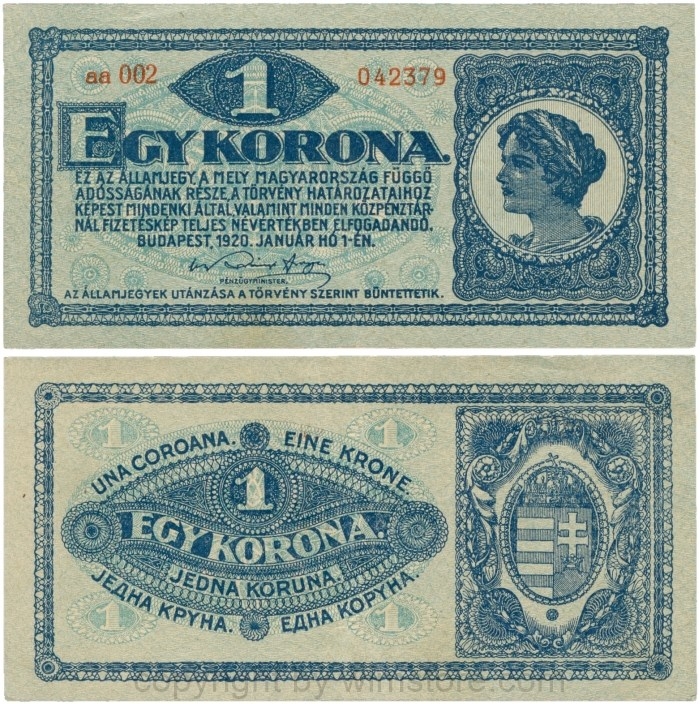 aa 002
1
042379
EGY KORONA.
EZ AZ ÁLLAMJEGY, A MELY MAGYARORSZÁG FÜGGŐ
ADÓSSÁGÁNAK RÉSZE, A TÖRVÉNY HATÁROZATAIHOZ
KÉPEST MINDENKI ÁLTAL, VALAMINT MINDEN KÖZPÉNZTÁR-
NÁL FIZETÉSKÉP TELJES NÉVÉRTÉKBEN ELFOGADANDÓ.
BUDAPEST, 1920. JANUÁR HÓ 1-ÉN.
PÉNZÜGYMINISTER.
AZ ÁLLAMJEGYEK UTÁNZÁSA A TÖRVÉNY SZERINT BÜNTETTETIK.
1
1
UNA COROANA.
EINE KRONE.
1
EGY KORONA.
JEDNA KORUNA.
ЈЕДНА КРУНА.
ЕДНА КОРУНА.
1
1
copyright by wimstore.com